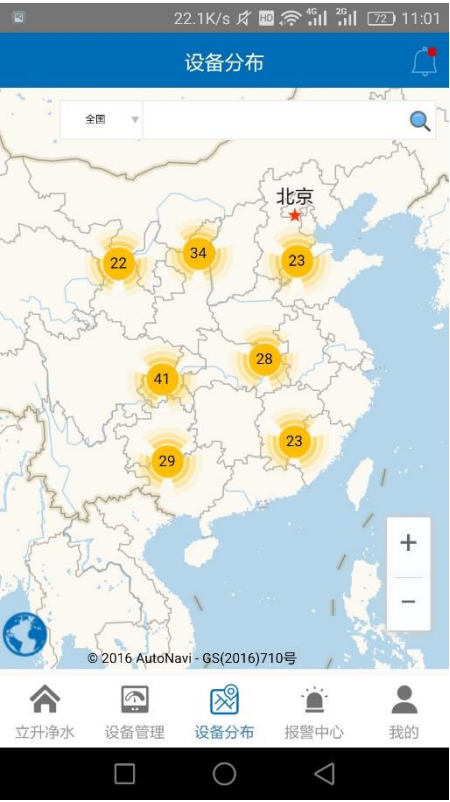 22.1K/s HD 4G 2G 72 11:01
设备分布
全国
北京
22
34
23
28
41
23
29
+
−
© 2016 AutoNavi - GS(2016)710号
立升净水 设备管理 设备分布 报警中心 我的